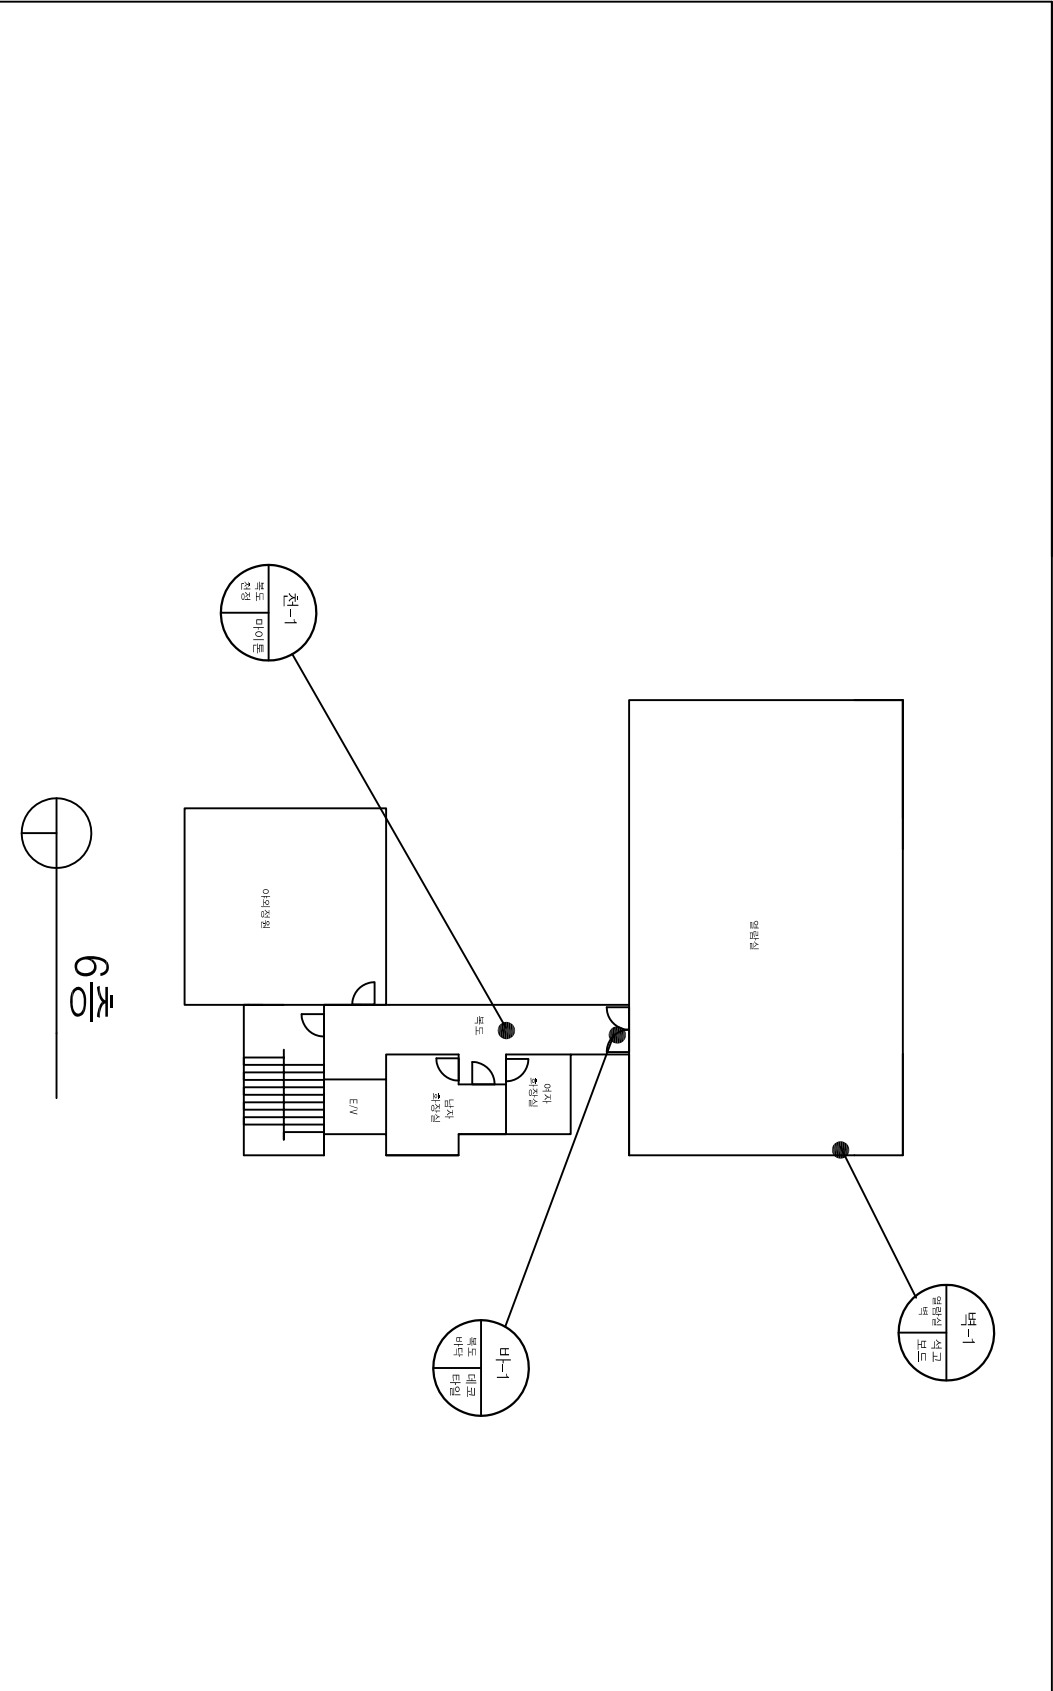 벽-1
열람실
벽
석고
보드
열람실
바-1
복도
바닥
데코
타일
여자
화장실
복도
남자
화장실
E/V
천-1
복도
천정
마이톤
야외정원
6층